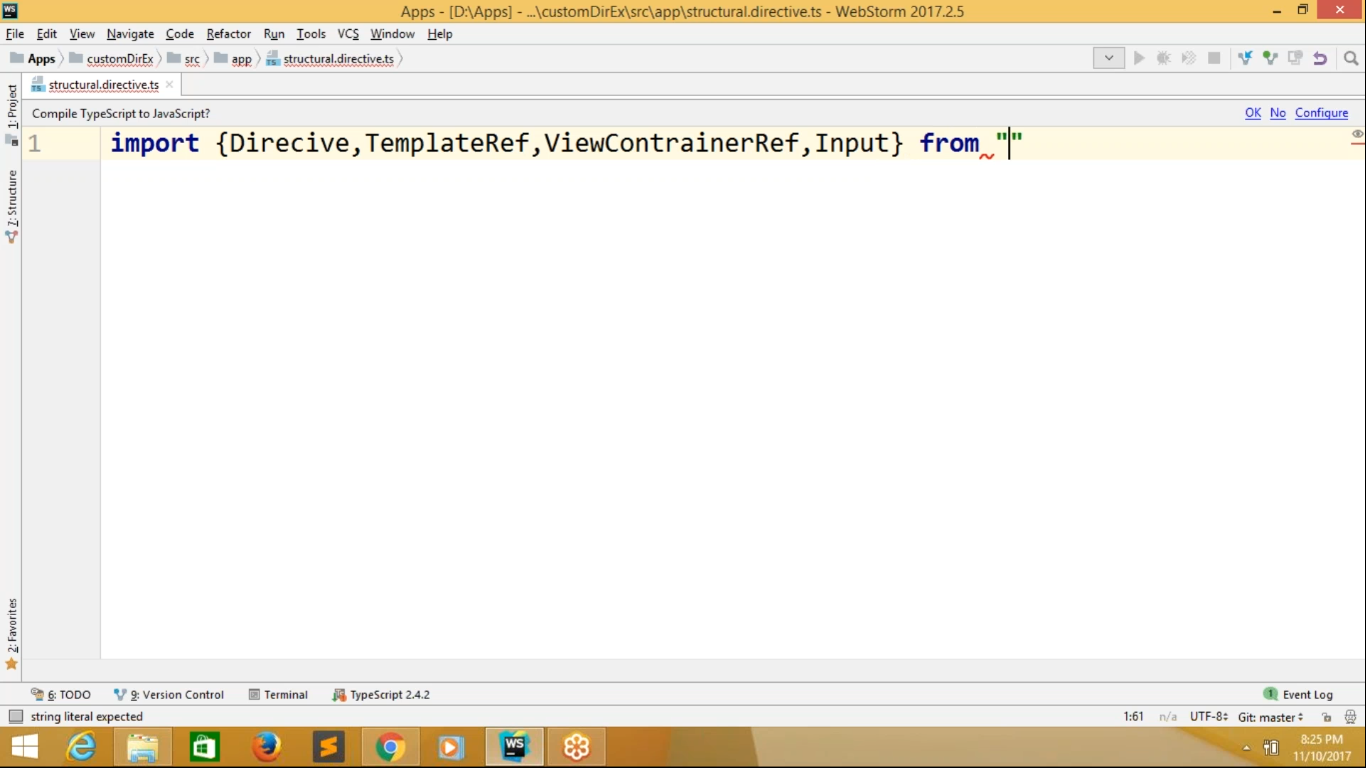 WS
Apps - [D:\Apps] - ...\customDirEx\src\app\structural.directive.ts - WebStorm 2017.2.5
File Edit View Navigate Code Refactor Run Tools VCS Window Help
Apps customDirEx src app structural.directive.ts
structural.directive.ts
1: Project
Compile TypeScript to JavaScript? OK No Configure
1 import {Direcive,TemplateRef,ViewContrainerRef,Input} from ""
7: Structure
2: Favorites
6: TODO 9: Version Control Terminal TypeScript 2.4.2 1 Event Log
string literal expected 1:61 n/a UTF-8 Git: master
WS
8:25 PM
11/10/2017